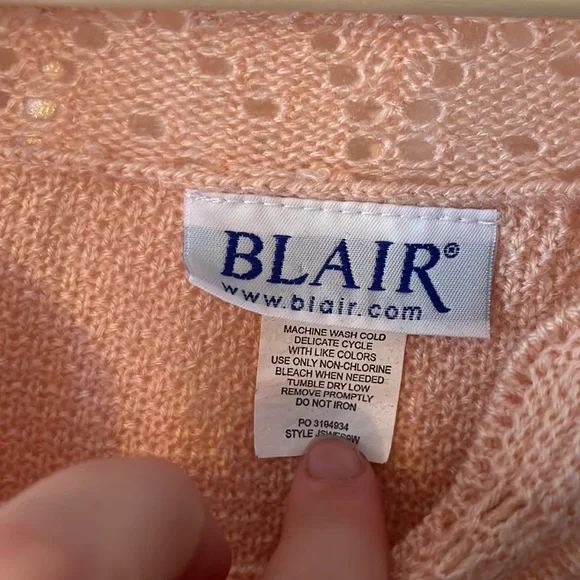 BLAIR®
www.blair.com
MACHINE WASH COLD
DELICATE CYCLE
WITH LIKE COLORS
USE ONLY NON-CHLORINE
BLEACH WHEN NEEDED
TUMBLE DRY LOW
REMOVE PROMPTLY
DO NOT IRON
PO 3194934
STYLE